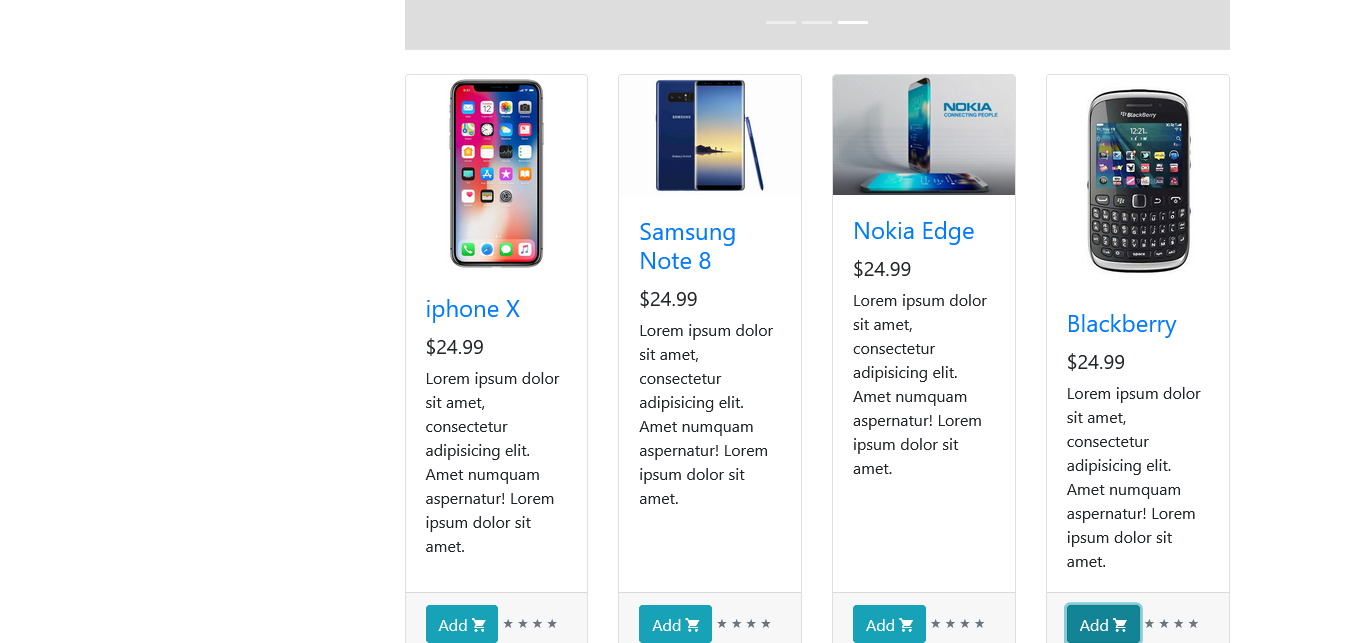 iphone X
$24.99
Lorem ipsum dolor
sit amet,
consectetur
adipisicing elit.
Amet numquam
aspernatur! Lorem
ipsum dolor sit
amet.
Add
★ ★ ★ ★
SAMSUNG
Samsung
Note 8
$24.99
Lorem ipsum dolor
sit amet,
consectetur
adipisicing elit.
Amet numquam
aspernatur! Lorem
ipsum dolor sit
amet.
Add
★ ★ ★ ★
NOKIA
CONNECTING PEOPLE
Nokia Edge
$24.99
Lorem ipsum dolor
sit amet,
consectetur
adipisicing elit.
Amet numquam
aspernatur! Lorem
ipsum dolor sit
amet.
Add
★ ★ ★ ★
BlackBerry
12:21
Blackberry
$24.99
Lorem ipsum dolor
sit amet,
consectetur
adipisicing elit.
Amet numquam
aspernatur! Lorem
ipsum dolor sit
amet.
Add
★ ★ ★ ★